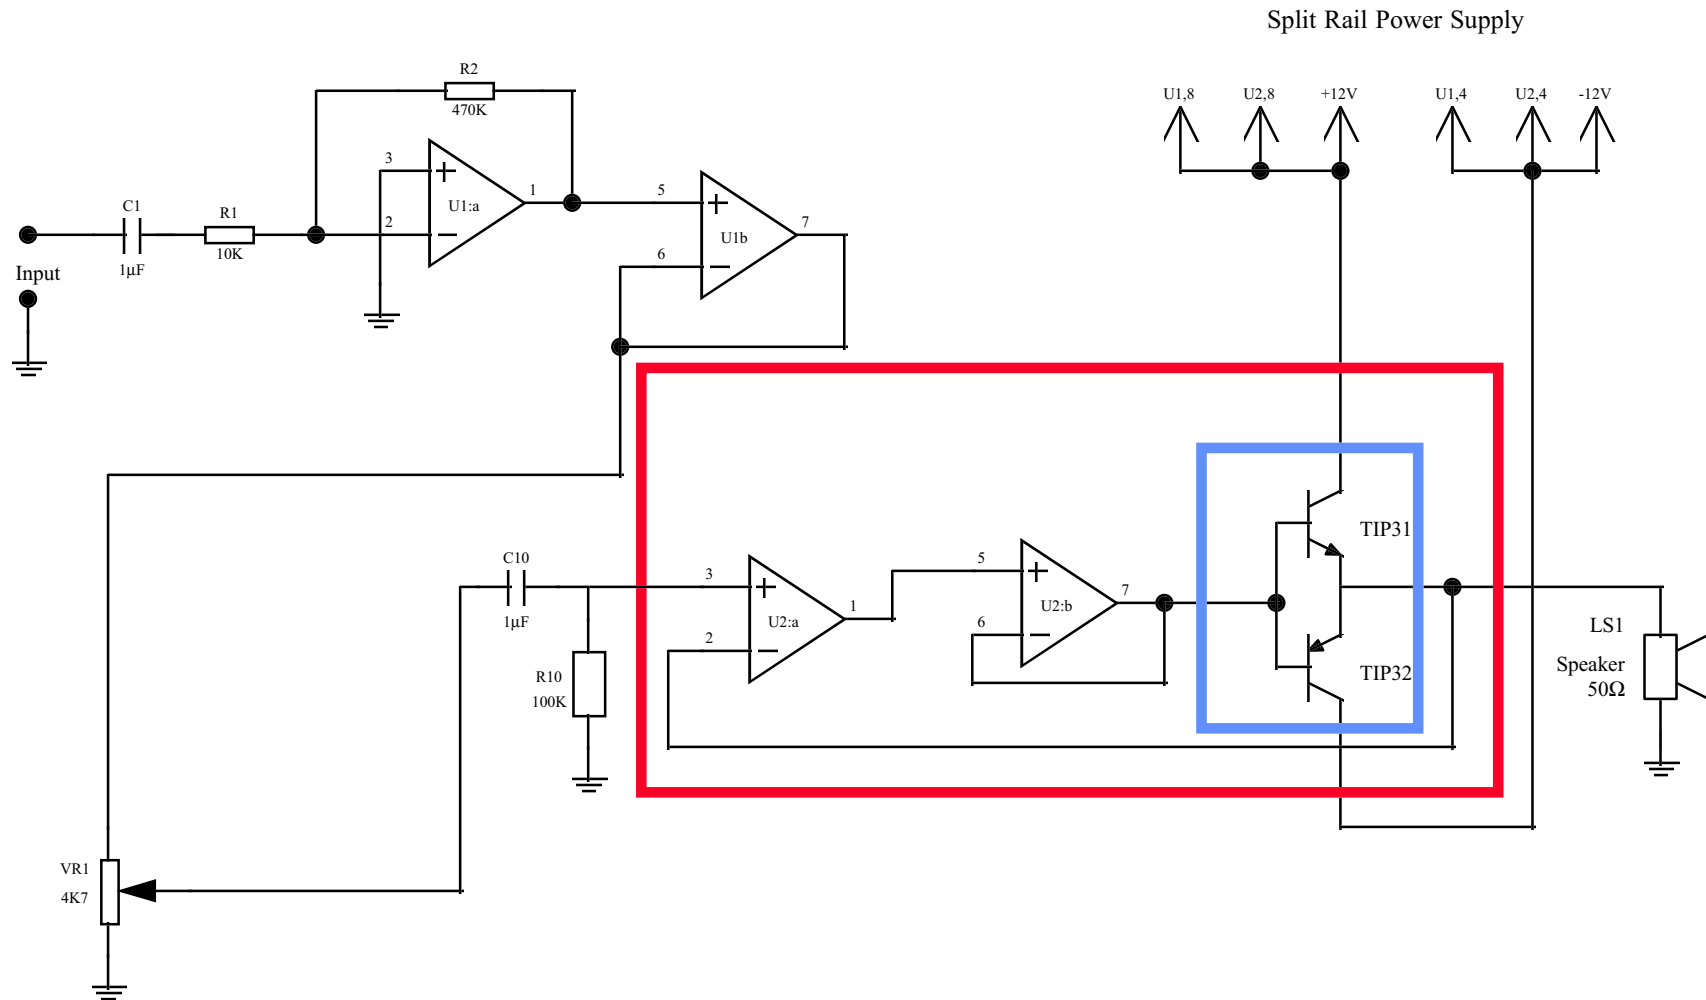 Split Rail Power Supply
R2
470K
U1,8
U2,8
+12V
U1,4
U2,4
-12V
3
U1:a
2
1
C1
1µF
R1
10K
Input
5
U1b
6
7
C10
1µF
3
U2:a
2
1
5
U2:b
6
7
TIP31
TIP32
R10
100K
LS1
Speaker
50Ω
VR1
4K7